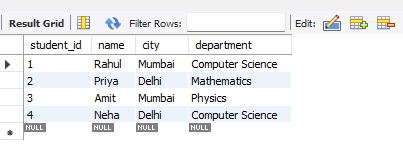 Result Grid Filter Rows: Edit:
student_id name city department
1 Rahul Mumbai Computer Science
2 Priya Delhi Mathematics
3 Amit Mumbai Physics
4 Neha Delhi Computer Science
NULL NULL NULL NULL